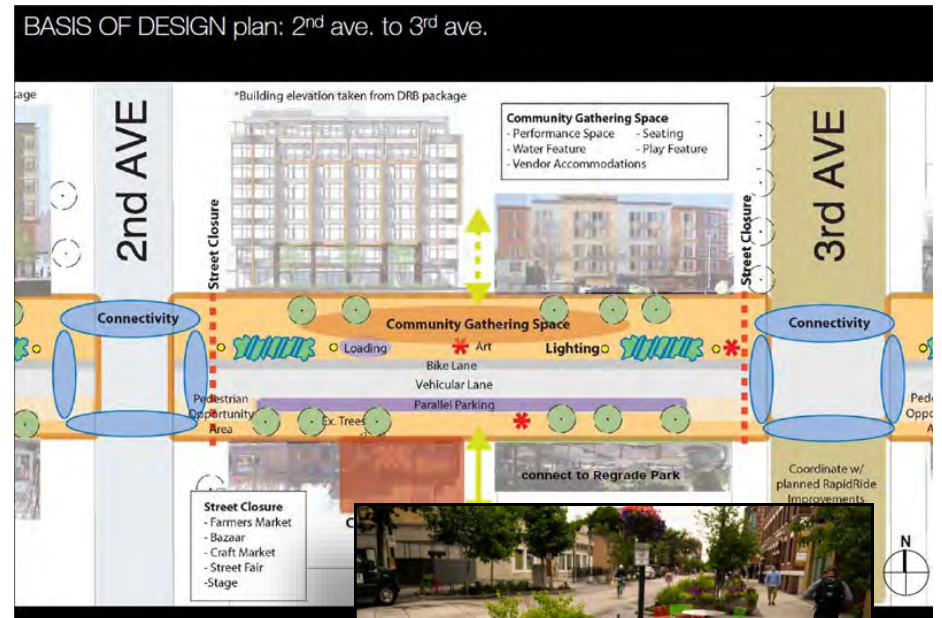 BASIS OF DESIGN plan: 2nd ave. to 3rd ave.
*Building elevation taken from DRB package
Community Gathering Space
- Performance Space - Seating
- Water Feature - Play Feature
- Vendor Accommodations
2nd AVE
3rd AVE
Street Closure
Street Closure
Connectivity
Community Gathering Space
Connectivity
Loading
Art
Lighting
Bike Lane
Vehicular Lane
Parallel Parking
Pedestrian
Opportunity
Area
Ex. Trees
connect to Regrade Park
Coordinate w/
planned RapidRide
Improvements
Street Closure
- Farmers Market
- Bazaar
- Craft Market
- Street Fair
-Stage
N